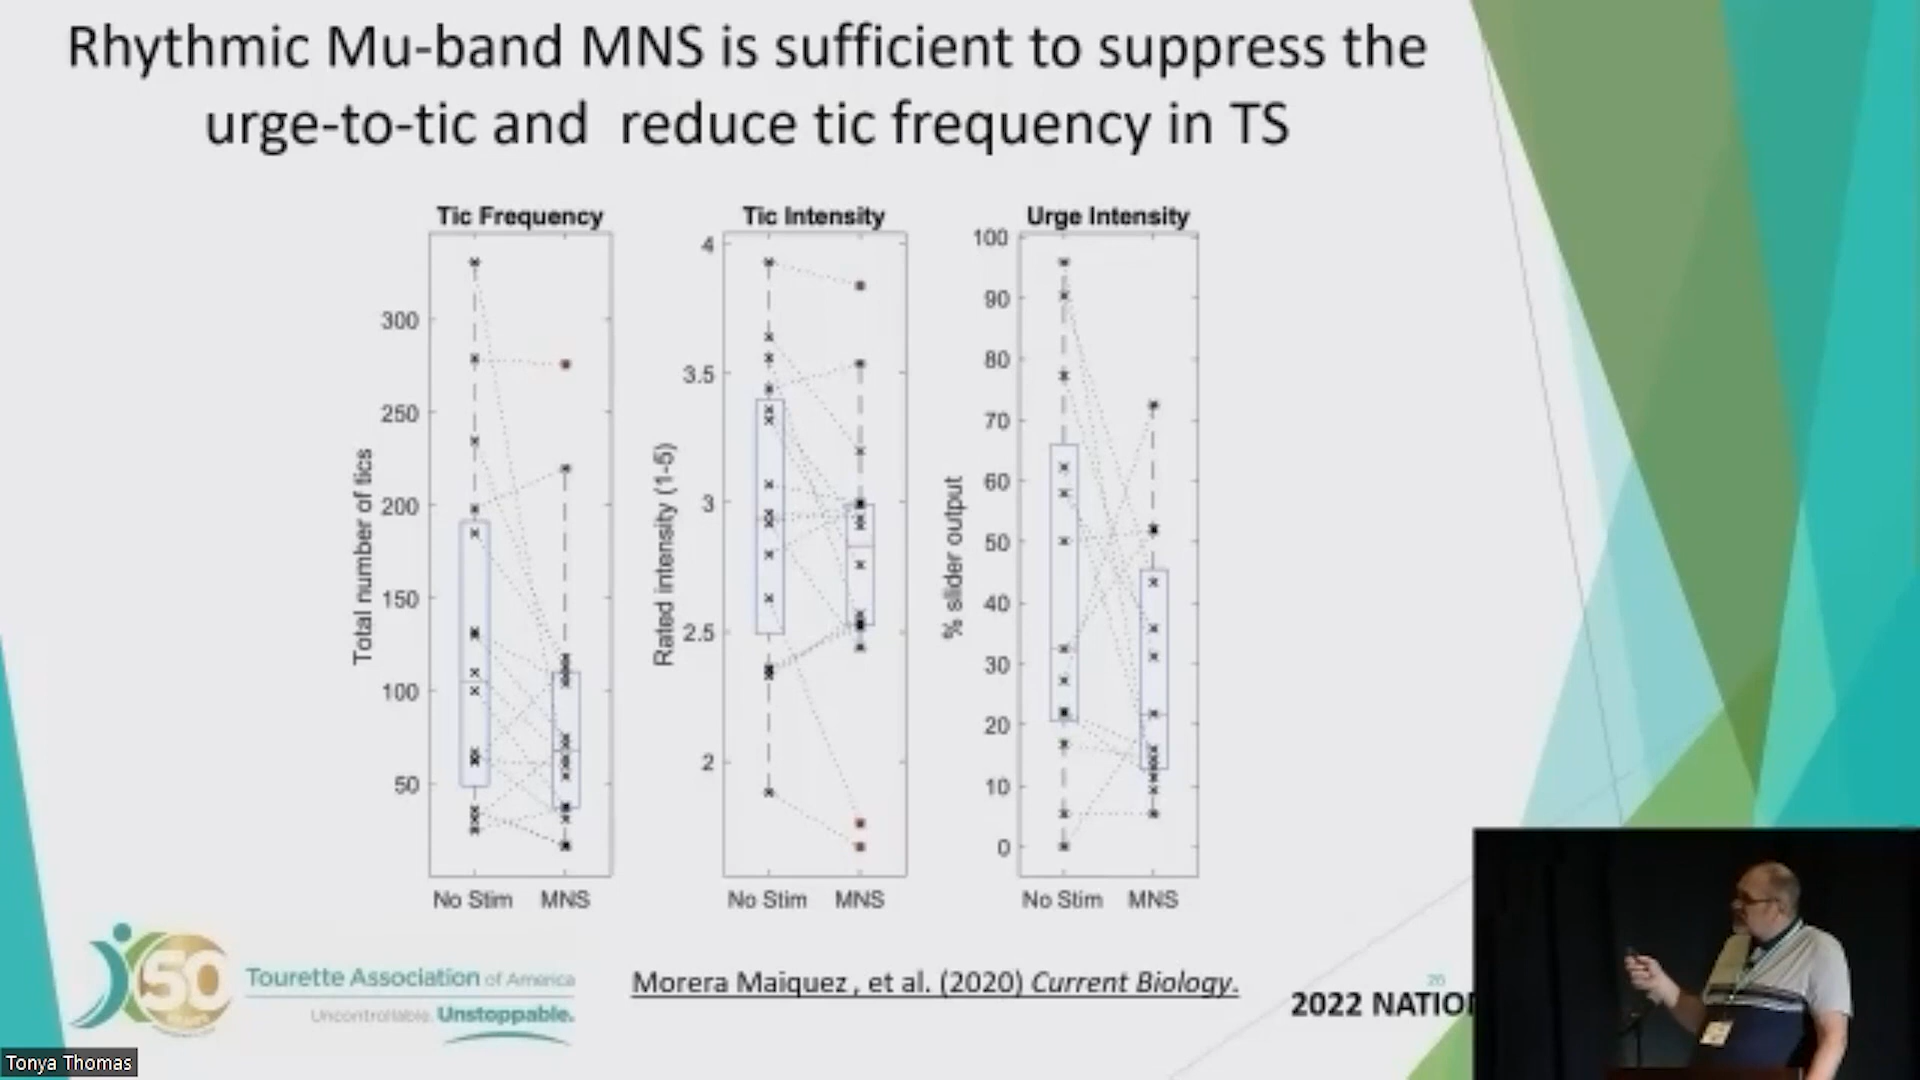 Rhythmic Mu-band MNS is sufficient to suppress the
urge-to-tic and reduce tic frequency in TS
Tic Frequency
Total number of tics
300
250
200
150
100
50
No Stim MNS
Tic Intensity
Rated intensity (1-5)
4
3.5
3
2.5
2
No Stim MNS
Urge Intensity
% slider output
100
90
80
70
60
50
40
30
20
10
0
No Stim MNS
50
YEARS
Tourette Association of America
Uncontrollable. Unstoppable.
Morera Maiquez , et al. (2020) Current Biology.
20
2022 NATION
Tonya Thomas